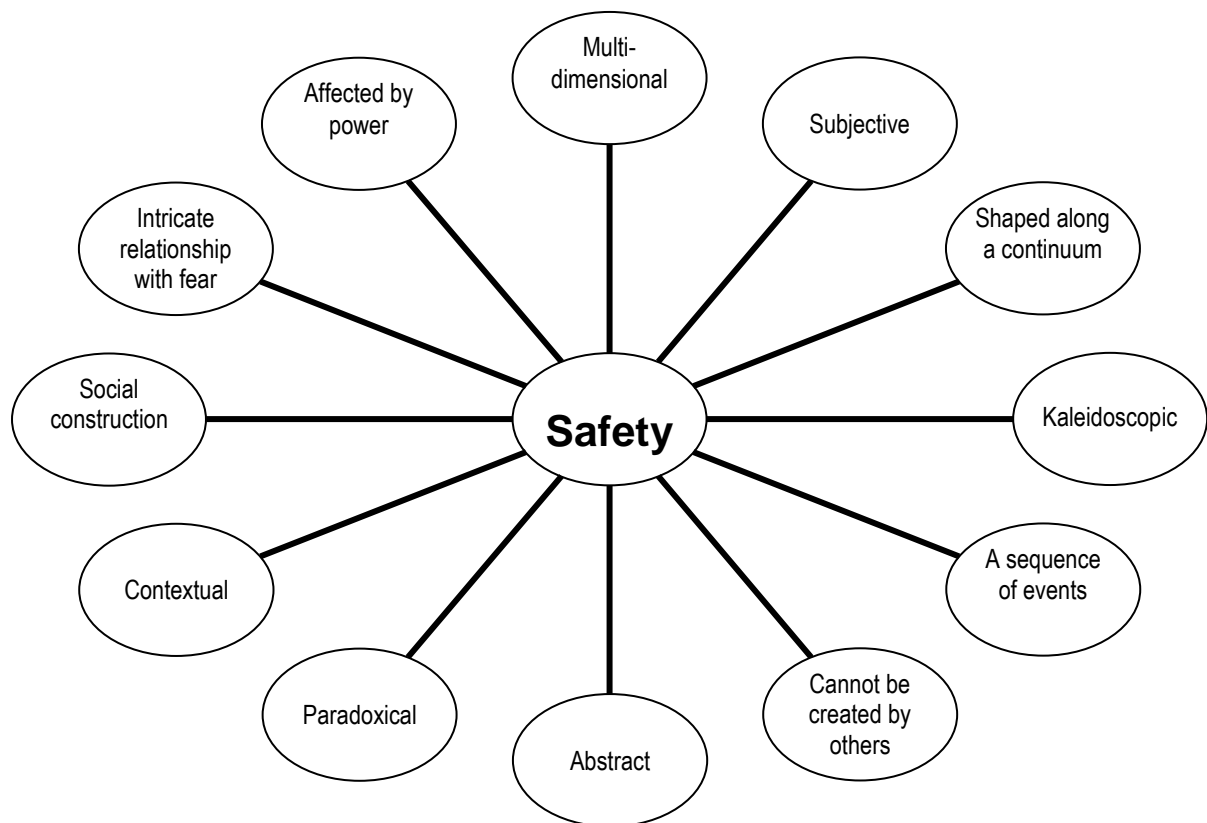 Multi-
dimensional
Affected by
power
Subjective
Intricate
relationship
with fear
Shaped along
a continuum
Social
construction
Safety
Kaleidoscopic
Contextual
A sequence
of events
Paradoxical
Abstract
Cannot be
created by
others